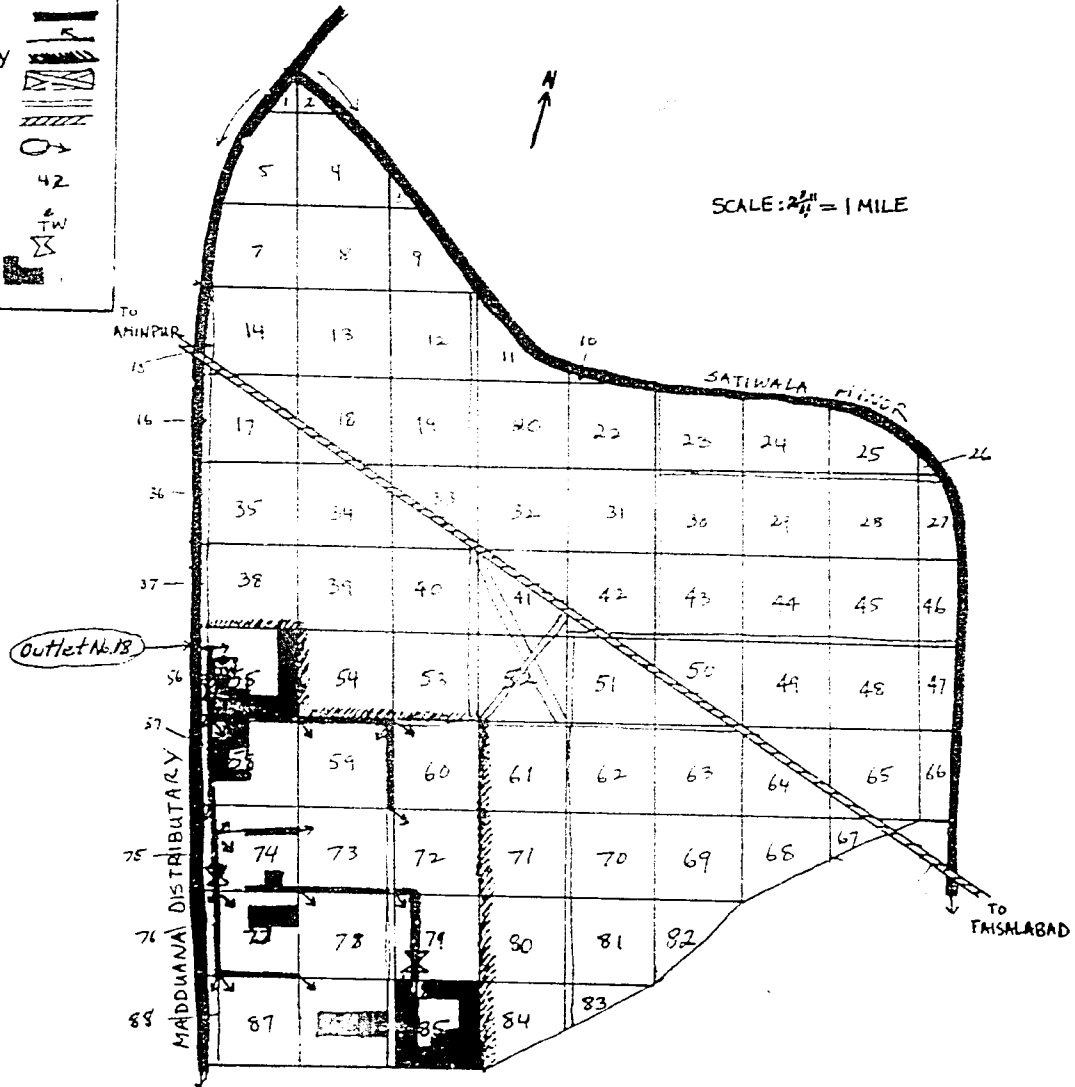 y
42
TW
N
SCALE: = 1 MILE
TO
AMINPUR
SATIWALA MINOR
1 2
5 4
7 8 9
14 13 12 11 10
15
16 17 18 19 20 22 23 24 25 26
36 35 34 33 32 31 30 29 28 27
37 38 39 40 41 42 43 44 45 46
Outlet No.18
56 55 54 53 52 51 50 49 48 47
57 59 60 61 62 63 64 65 66
75 74 73 72 71 70 69 68 67
76 77 78 79 80 81 82
88 87 85 84 83
MADDUANA DISTRIBUTARY
TO
FAISALABAD